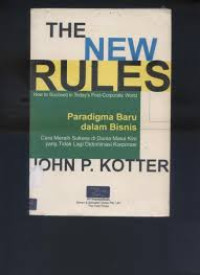 THE
NEW
RULES
How to Succeed in Today's Post-Corporate World
Paradigma Baru
dalam Bisnis
Cara Meraih Sukses di Dunia Masa Kini
yang Tidak Lagi Didominasi Korporasi
JOHN P. KOTTER